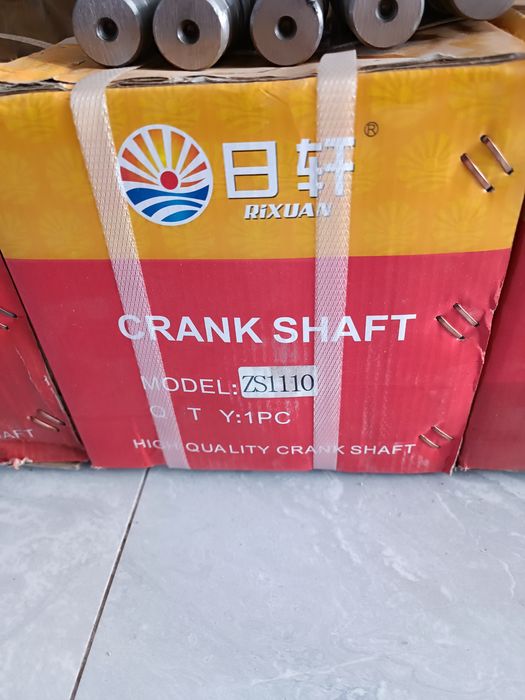 日轩®
RiXUAN
CRANK SHAFT
MODEL:ZS1110
Q T Y:1PC
HIGH QUALITY CRANK SHAFT
AFT